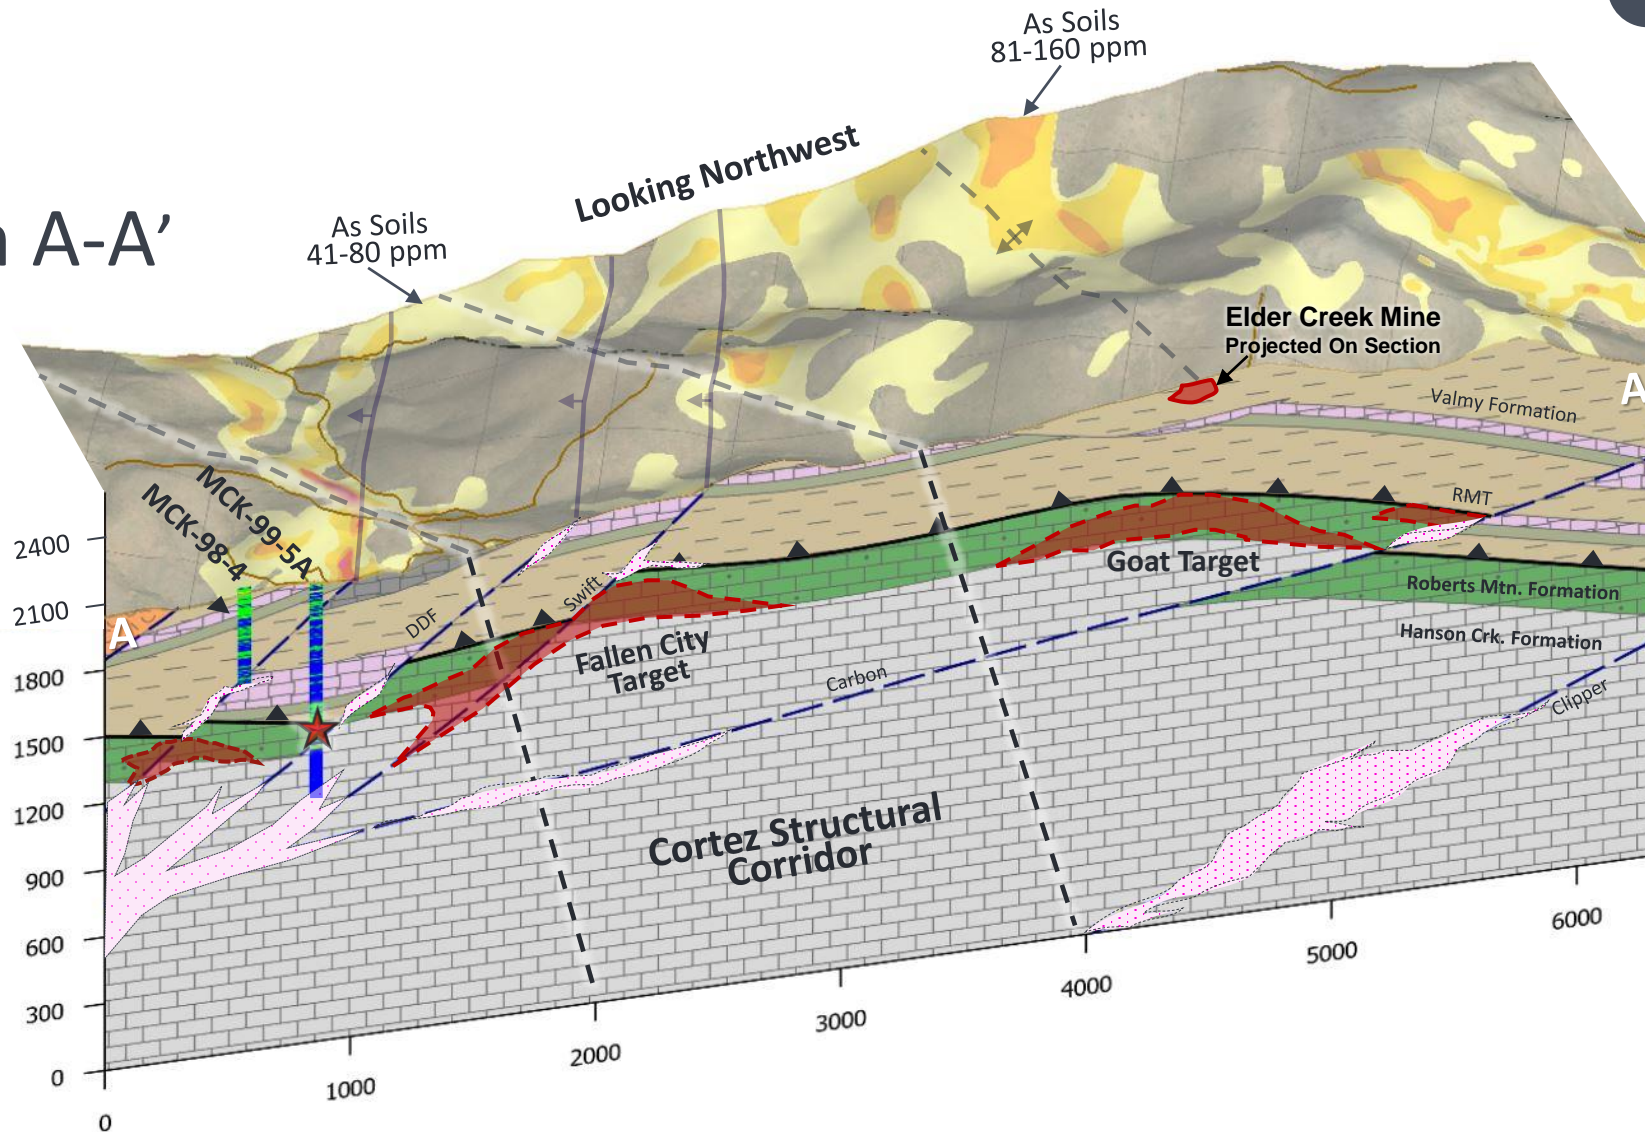 As Soils
81-160 ppm
Looking Northwest
A-A’
As Soils
41-80 ppm
Elder Creek Mine
Projected On Section
A
Valmy Formation
MCK-99-5A
MCK-98-4
RMT
2400
Goat Target
Swift
Roberts Mtn. Formation
2100
DDF
A
Hanson Crk. Formation
Fallen City
Target
1800
Carbon
Clipper
1500
1200
Cortez Structural
Corridor
900
600
300
0
0
1000
2000
3000
4000
5000
6000